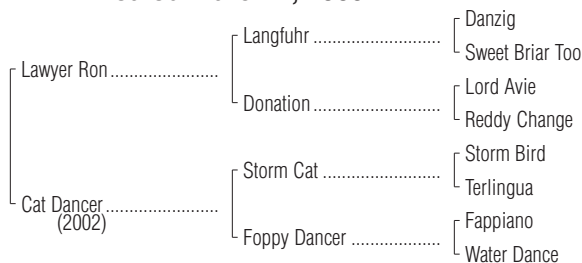 Danzig
Langfuhr
Sweet Briar Too
Lawyer Ron
Lord Avie
Donation
Reddy Change
Storm Bird
Storm Cat
Terlingua
Cat Dancer
(2002)
Fappiano
Foppy Dancer
Water Dance